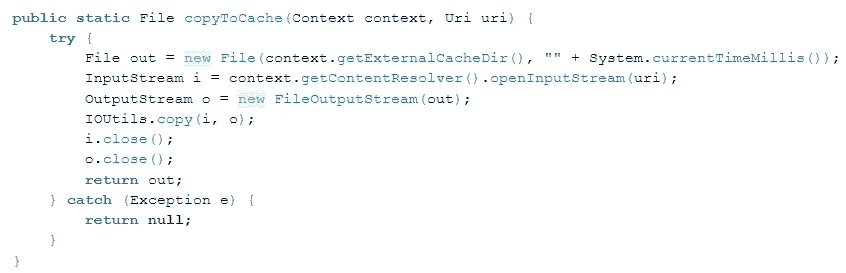 public static File copyToCache(Context context, Uri uri) {
    try {
        File out = new File(context.getExternalCacheDir(), "" + System.currentTimeMillis());
        InputStream i = context.getContentResolver().openInputStream(uri);
        OutputStream o = new FileOutputStream(out);
        IOUtils.copy(i, o);
        i.close();
        o.close();
        return out;
    } catch (Exception e) {
        return null;
    }
}